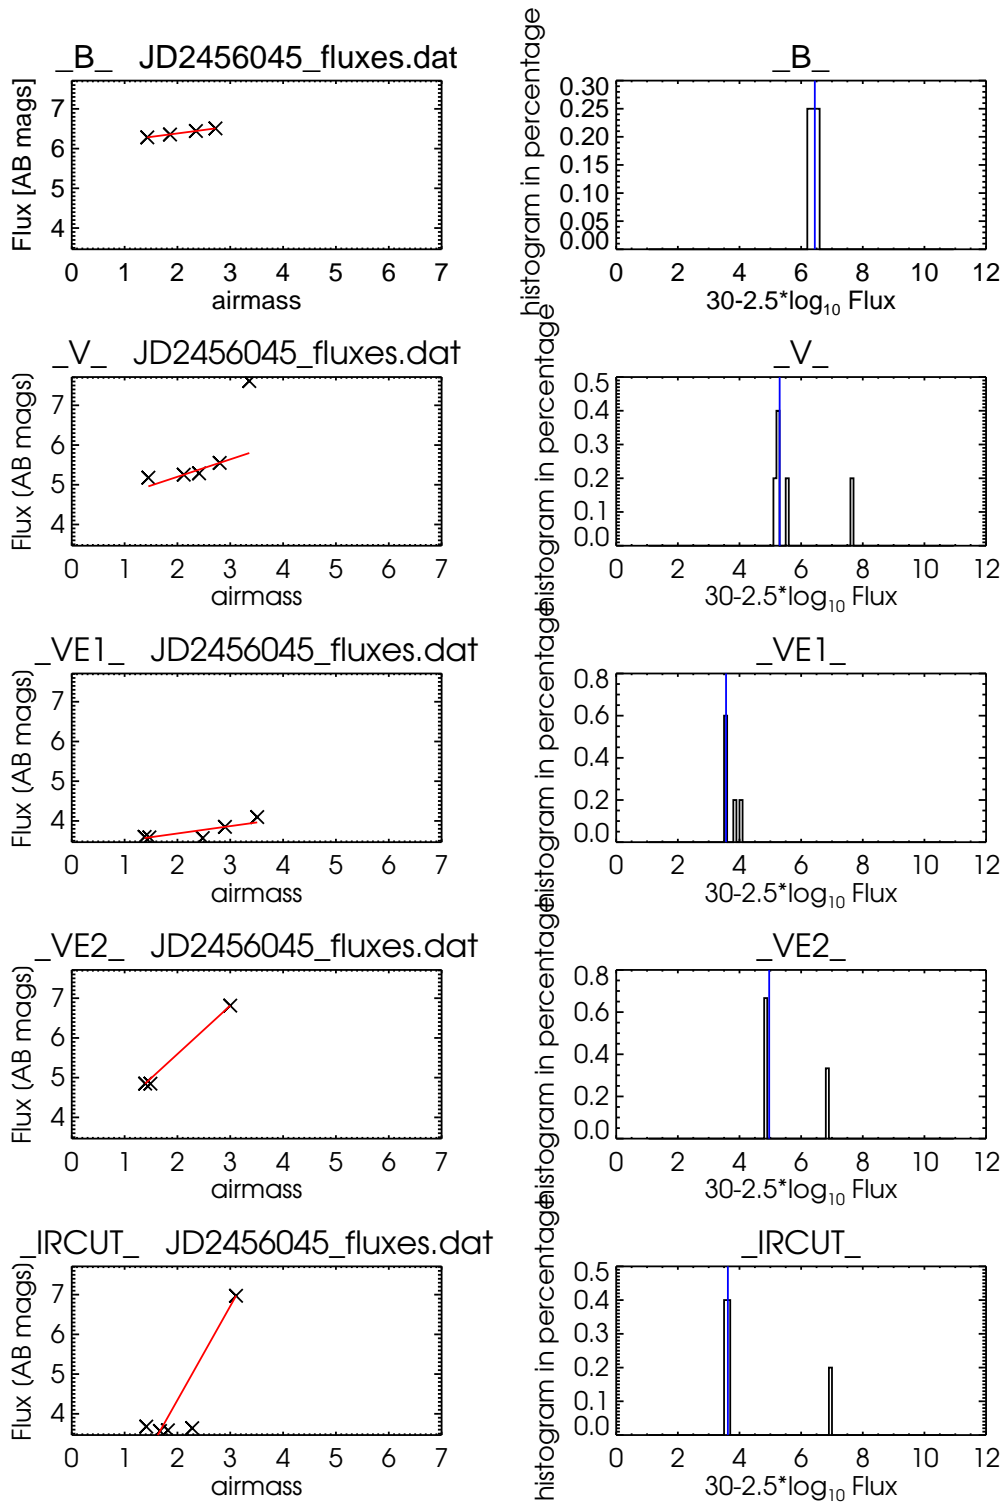 _B_ JD2456045_fluxes.dat
Flux [AB mags]
7
6
5
4
0 1 2 3 4 5 6 7
airmass
_B_
histogram in percentage
0.30
0.25
0.20
0.15
0.10
0.05
0.00
0 2 4 6 8 10 12
30-2.5*log₁₀ Flux
_V_ JD2456045_fluxes.dat
Flux (AB mags)
7
6
5
4
0 1 2 3 4 5 6 7
airmass
_V_
histogram in percentage
0.5
0.4
0.3
0.2
0.1
0.0
0 2 4 6 8 10 12
30-2.5*log₁₀ Flux
_VE1_ JD2456045_fluxes.dat
Flux (AB mags)
7
6
5
4
0 1 2 3 4 5 6 7
airmass
_VE1_
histogram in percentage
0.8
0.6
0.4
0.2
0.0
0 2 4 6 8 10 12
30-2.5*log₁₀ Flux
_VE2_ JD2456045_fluxes.dat
Flux (AB mags)
7
6
5
4
0 1 2 3 4 5 6 7
airmass
_VE2_
histogram in percentage
0.8
0.6
0.4
0.2
0.0
0 2 4 6 8 10 12
30-2.5*log₁₀ Flux
_IRCUT_ JD2456045_fluxes.dat
Flux (AB mags)
7
6
5
4
0 1 2 3 4 5 6 7
airmass
_IRCUT_
histogram in percentage
0.5
0.4
0.3
0.2
0.1
0.0
0 2 4 6 8 10 12
30-2.5*log₁₀ Flux